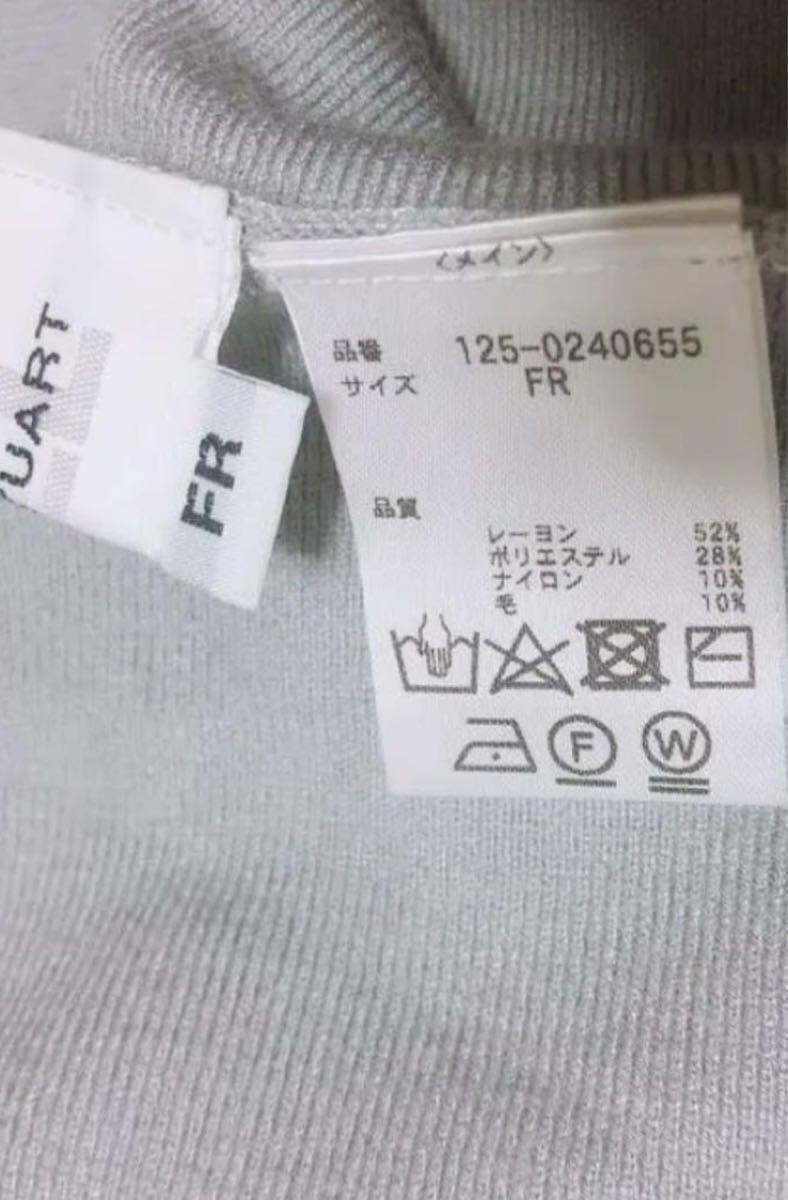 UART
FR
〈メイン〉
品番 125-0240655
サイズ FR
品質
レーヨン 52%
ポリエステル 28%
ナイロン 10%
毛 10%
F W